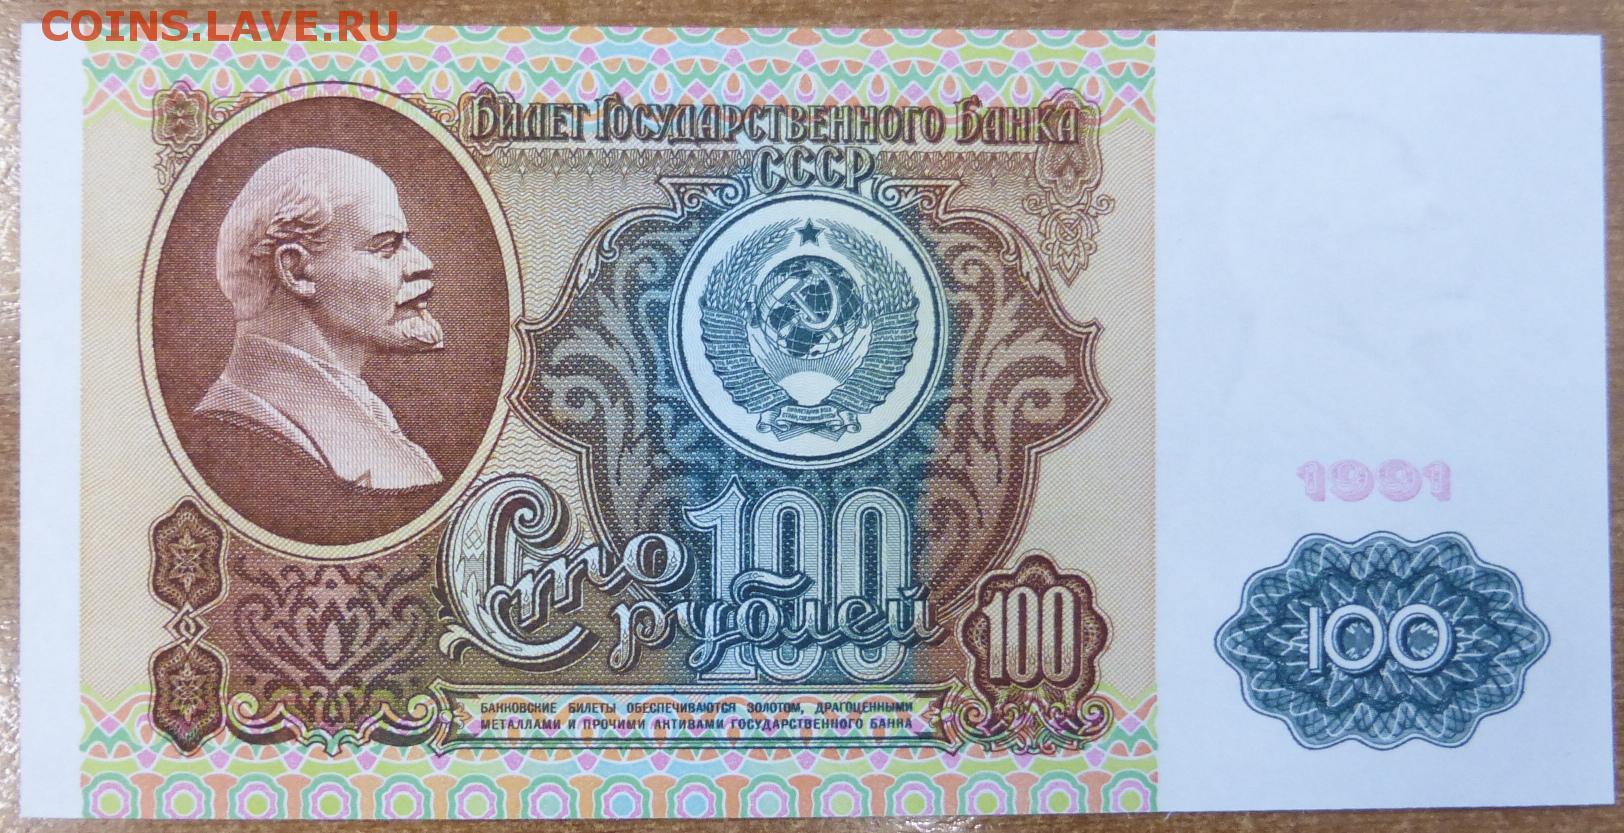 COINS.LAVE.RU
Билет Государственного Банка
СССР
1991
Сто
100
рублей
100
100
БАНКОВСКИЕ БИЛЕТЫ ОБЕСПЕЧИВАЮТСЯ ЗОЛОТОМ, ДРАГОЦЕННЫМИ
МЕТАЛЛАМИ И ПРОЧИМИ АКТИВАМИ ГОСУДАРСТВЕННОГО БАНКА